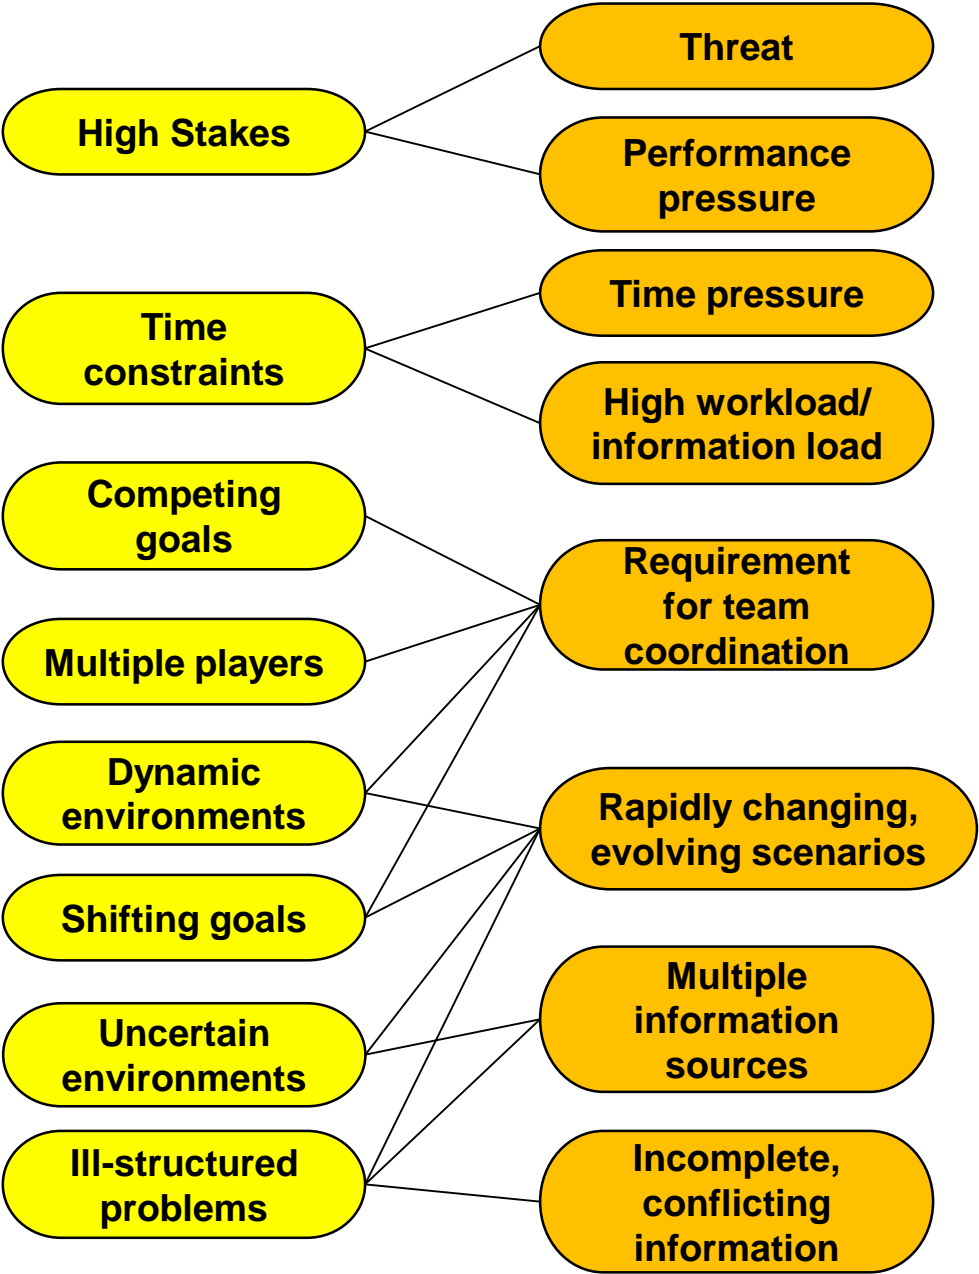 High Stakes
Time
constraints
Competing
goals
Multiple players
Dynamic
environments
Shifting goals
Uncertain
environments
Ill-structured
problems
Threat
Performance
pressure
Time pressure
High workload/
information load
Requirement
for team
coordination
Rapidly changing,
evolving scenarios
Multiple
information
sources
Incomplete,
conflicting
information